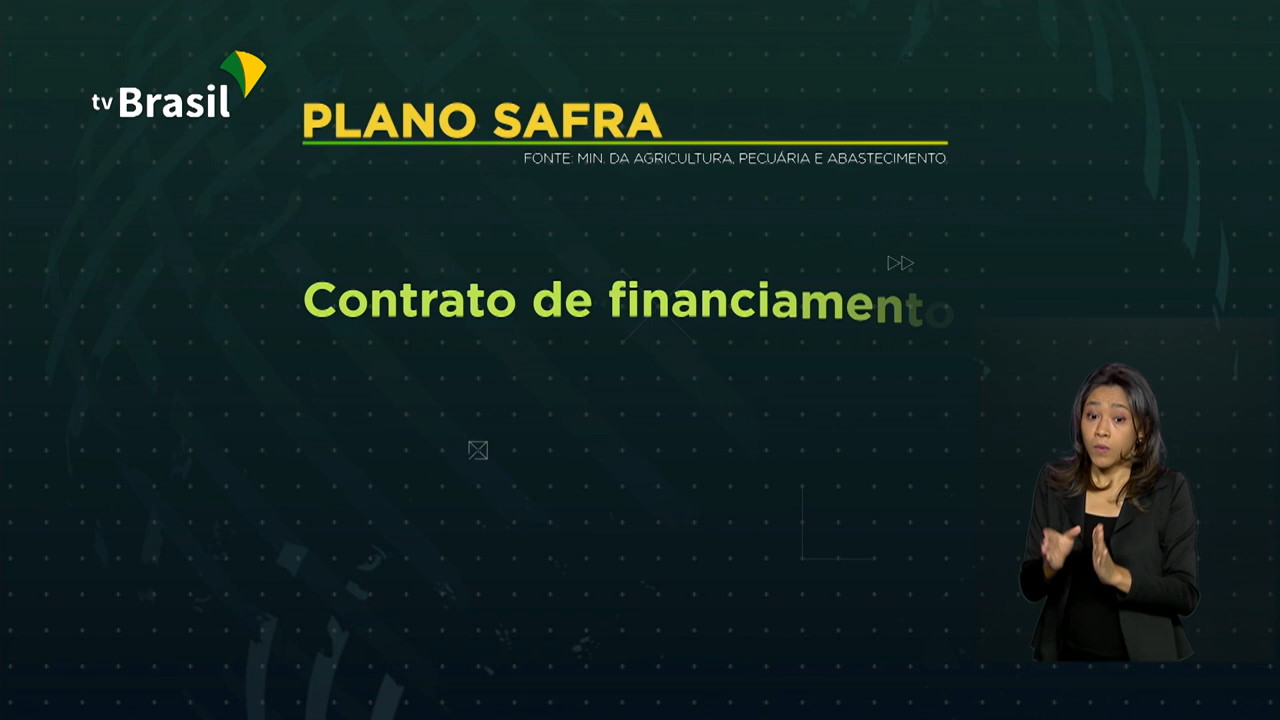 tv Brasil
PLANO SAFRA
FONTE: MIN. DA AGRICULTURA, PECUÁRIA E ABASTECIMENTO.
Contrato de financiamento